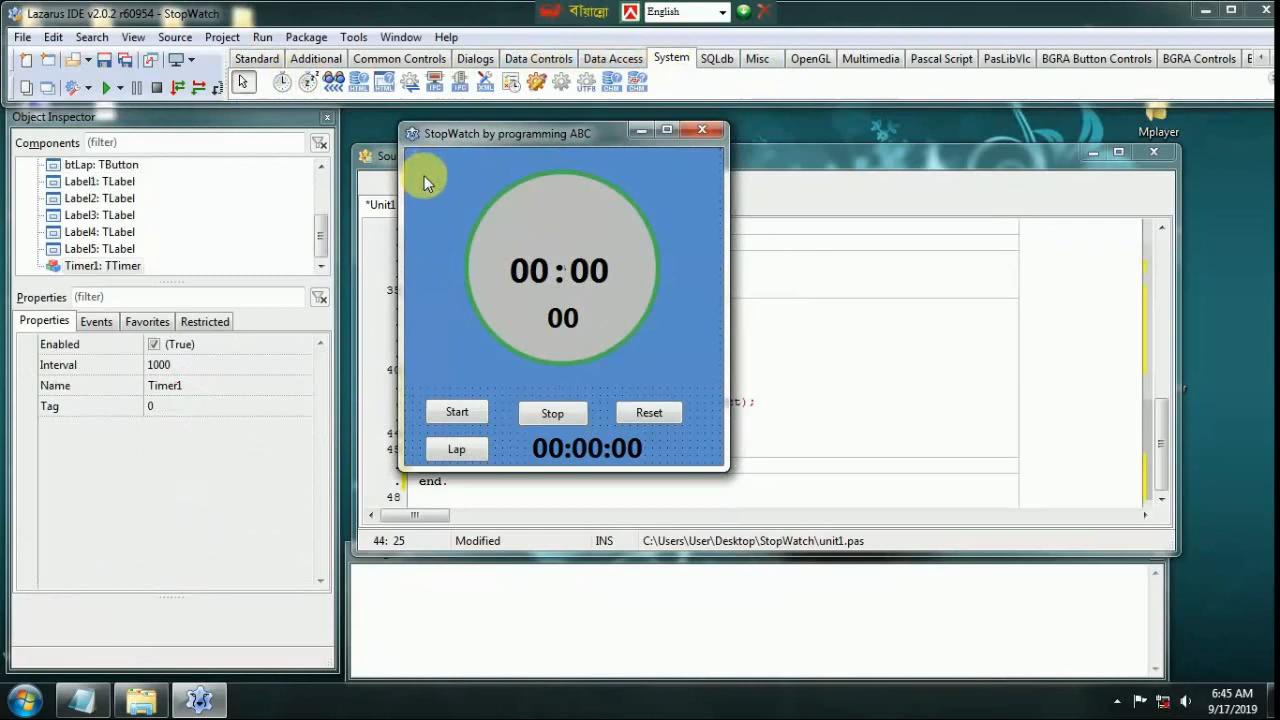 Lazarus IDE v2.0.2 r60954 - StopWatch
বায়ান্নো
English
File Edit Search View Source Project Run Package Tools Window Help
Standard Additional Common Controls Dialogs Data Controls Data Access System SQLdb Misc OpenGL Multimedia Pascal Script PasLibVlc BGRA Button Controls BGRA Controls
Object Inspector
Components (filter)
btLap: TButton
Label1: TLabel
Label2: TLabel
Label3: TLabel
Label4: TLabel
Label5: TLabel
Timer1: TTimer
Properties (filter)
Properties Events Favorites Restricted
Enabled (True)
Interval 1000
Name Timer1
Tag 0
StopWatch by programming ABC
00:00
00
Start Stop Reset
Lap 00:00:00
Mplayer
*Unit1
);
end.
48
44: 25 Modified INS C:\Users\User\Desktop\StopWatch\unit1.pas
6:45 AM
9/17/2019